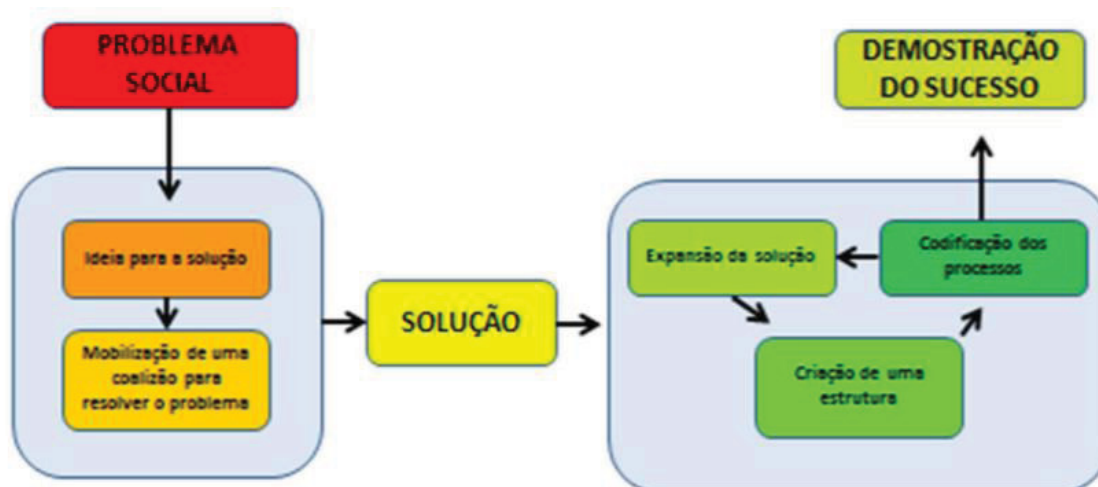 PROBLEMA
SOCIAL
Ideia para a solução
Mobilização de uma
coalizão para
resolver o problema
SOLUÇÃO
Expansão da solução
Criação de uma
estrutura
Codificação dos
processos
DEMOSTRAÇÃO
DO SUCESSO